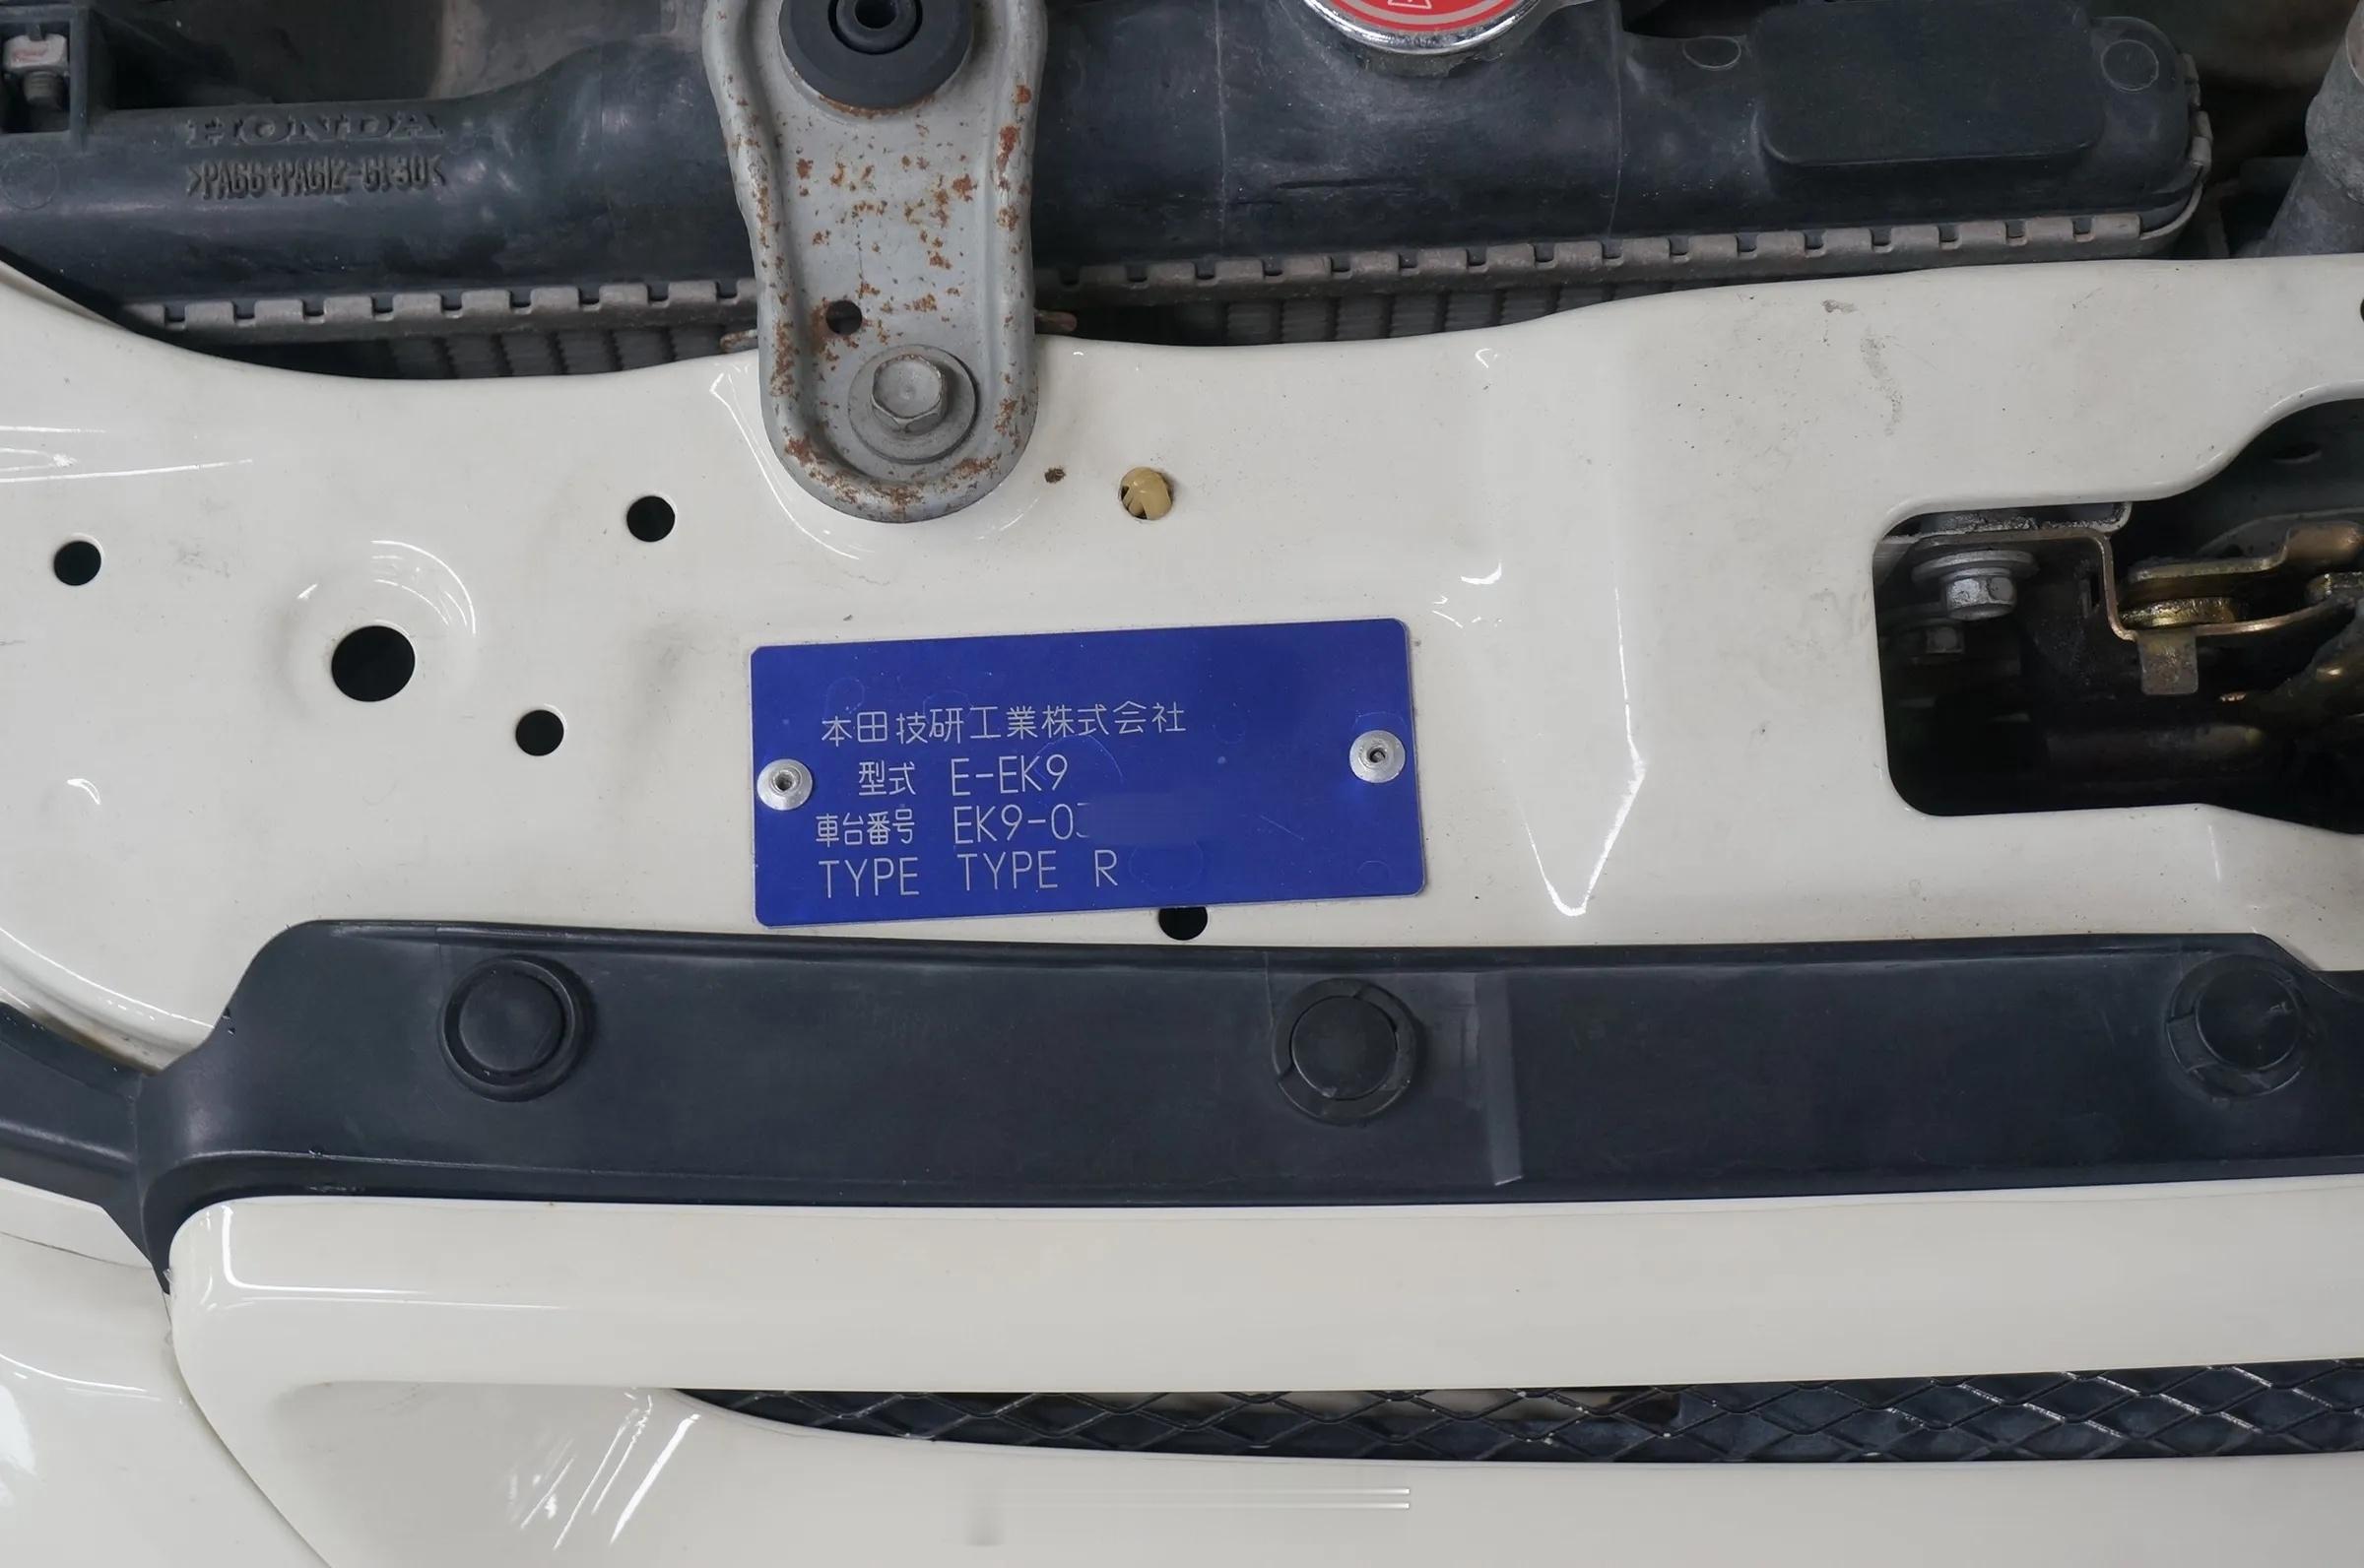 HONDA
>PA66+PA612-GF30<
本田技研工業株式会社
型式 E-EK9
車台番号 EK9-03
TYPE TYPE R